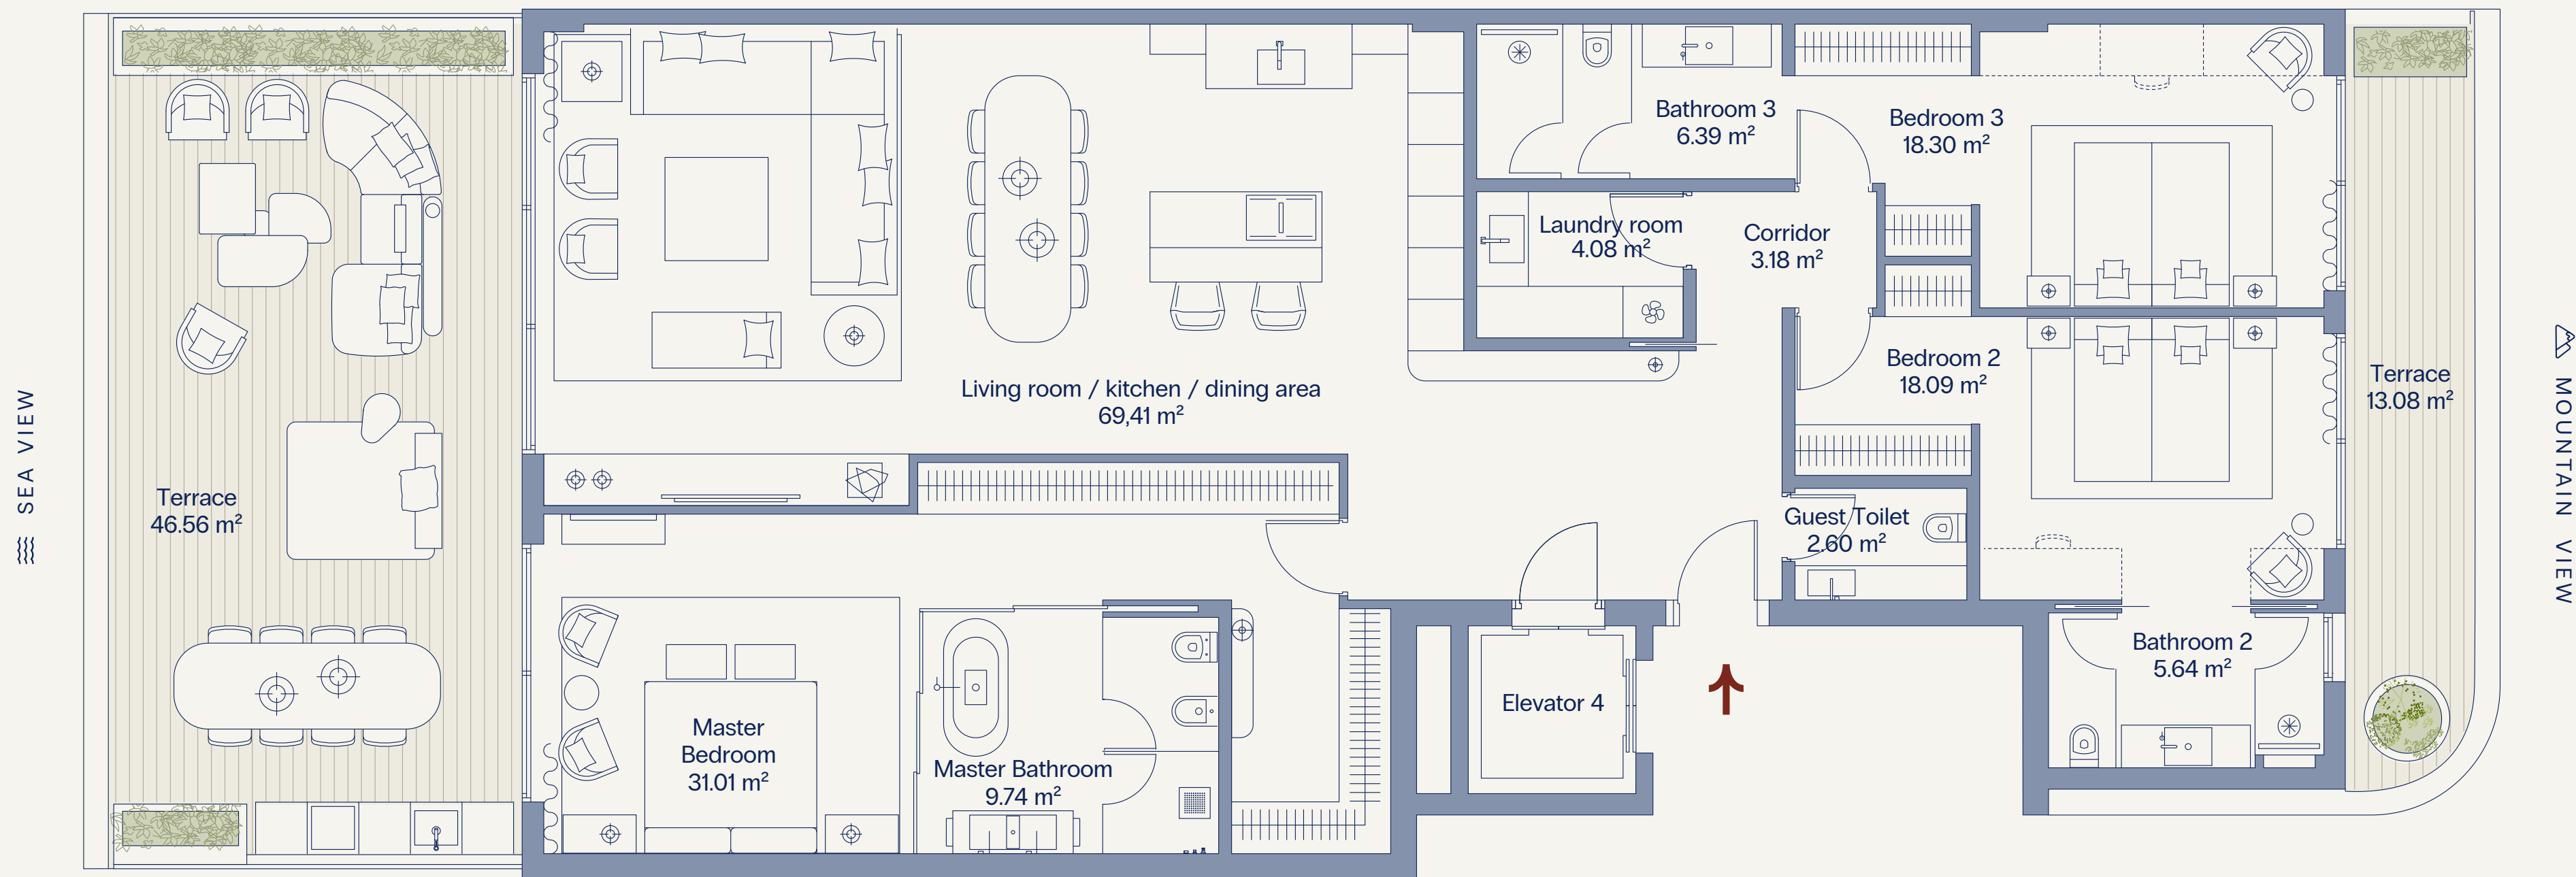 SEA VIEW
Terrace
46.56 m²
Living room / kitchen / dining area
69,41 m²
Master
Bedroom
31.01 m²
Master Bathroom
9.74 m²
Bathroom 3
6.39 m²
Laundry room
4.08 m²
Corridor
3.18 m²
Bedroom 3
18.30 m²
Bedroom 2
18.09 m²
Guest Toilet
2.60 m²
Elevator 4
Bathroom 2
5.64 m²
Terrace
13.08 m²
MOUNTAIN VIEW